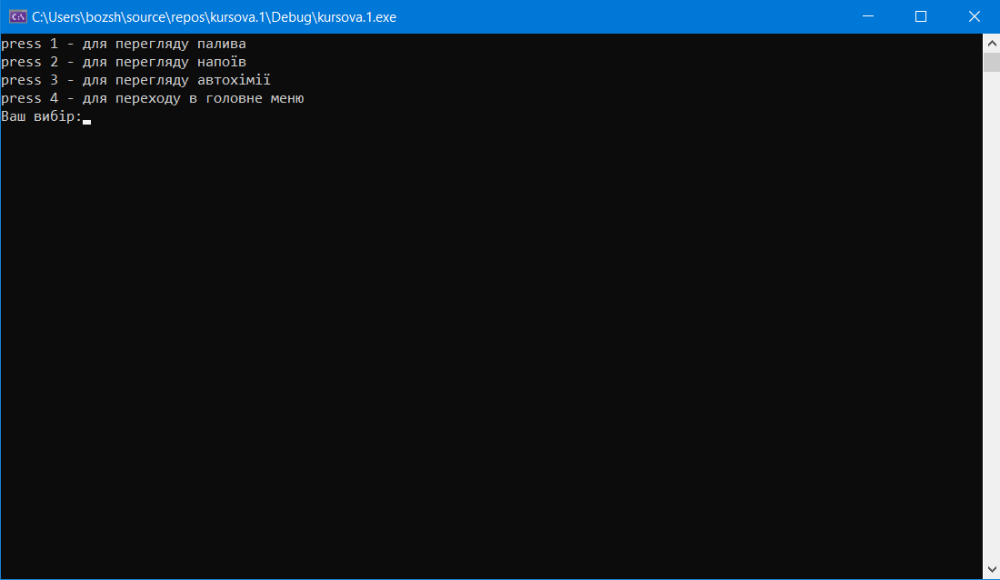 C:\Users\bozsh\source\repos\kursova.1\Debug\kursova.1.exe
press 1 - для перегляду палива
press 2 - для перегляду напоїв
press 3 - для перегляду автохімії
press 4 - для переходу в головне меню
Ваш вибір: